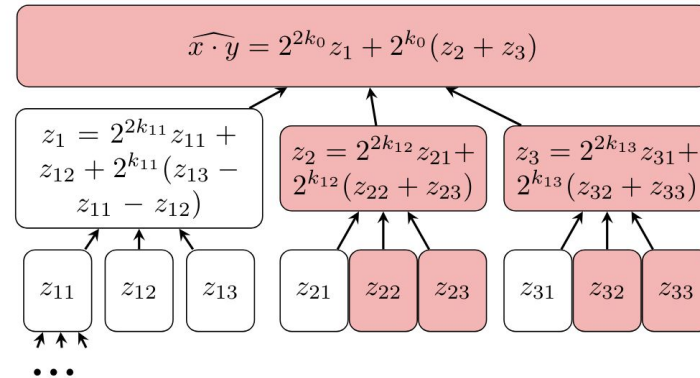 $\widehat{x \cdot y} = 2^{2k_0} z_1 + 2^{k_0}(z_2 + z_3)$
$z_1 = 2^{2k_{11}} z_{11} +$
$z_{12} + 2^{k_{11}}(z_{13} -$
$z_{11} - z_{12})$
$z_2 = 2^{2k_{12}} z_{21} +$
$2^{k_{12}}(z_{22} + z_{23})$
$z_3 = 2^{2k_{13}} z_{31} +$
$2^{k_{13}}(z_{32} + z_{33})$
$z_{11}$ $z_{12}$ $z_{13}$ $z_{21}$ $z_{22}$ $z_{23}$ $z_{31}$ $z_{32}$ $z_{33}$
•••